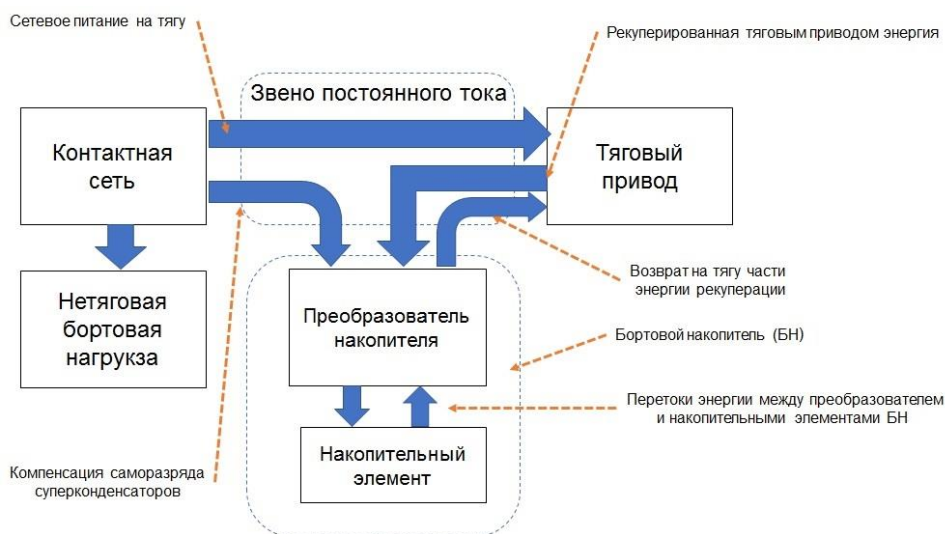 Сетевое питание на тягу
Рекуперированная тяговым приводом энергия
Звено постоянного тока
Контактная
сеть
Тяговый
привод
Нетяговая
бортовая
нагрукза
Преобразователь
накопителя
Возврат на тягу части
энергии рекуперации
Бортовой накопитель (БН)
Перетоки энергии между преобразователем
и накопительными элементами БН
Накопительный
элемент
Компенсация саморазряда
суперконденсаторов